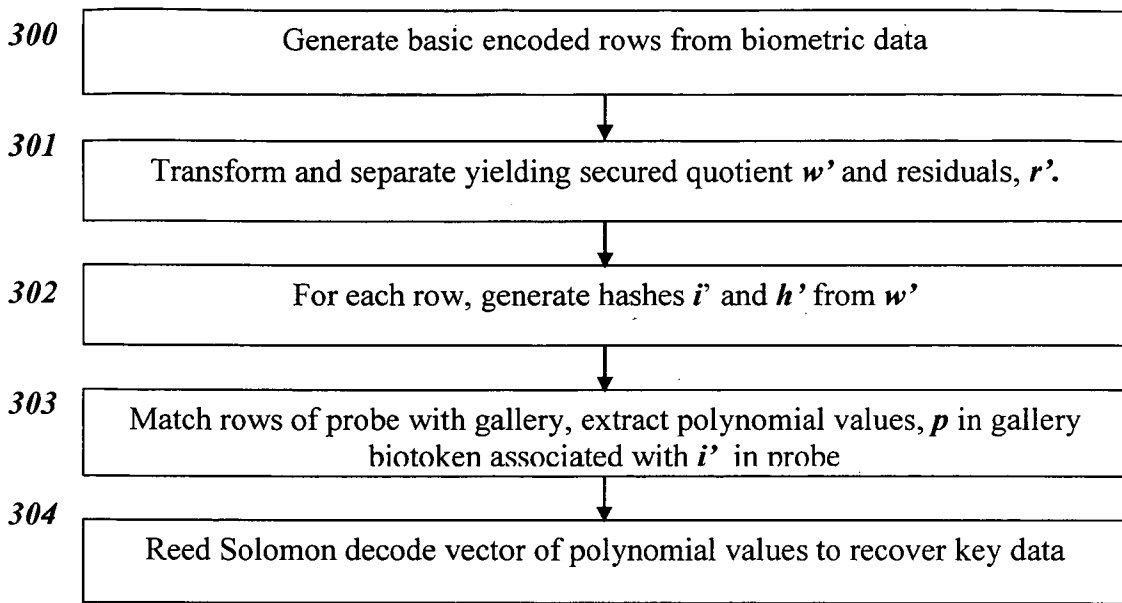 300
Generate basic encoded rows from biometric data
301
Transform and separate yielding secured quotient w’ and residuals, r’.
302
For each row, generate hashes i’ and h’ from w’
303
Match rows of probe with gallery, extract polynomial values, p in gallery
biotoken associated with i’ in probe
304
Reed Solomon decode vector of polynomial values to recover key data